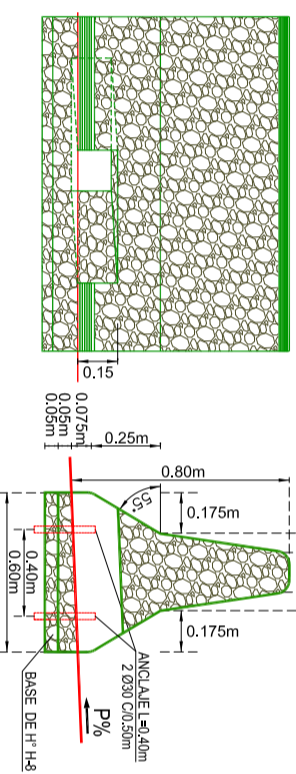 0.15
0.05m
0.05m
0.075m
0.25m
0.80m
0.175m
55°
0.175m
0.40m
0.60m
ANCLAJE L=0,40m
2 Ø30 C/0.50m
P%
BASE DE Hº H-8